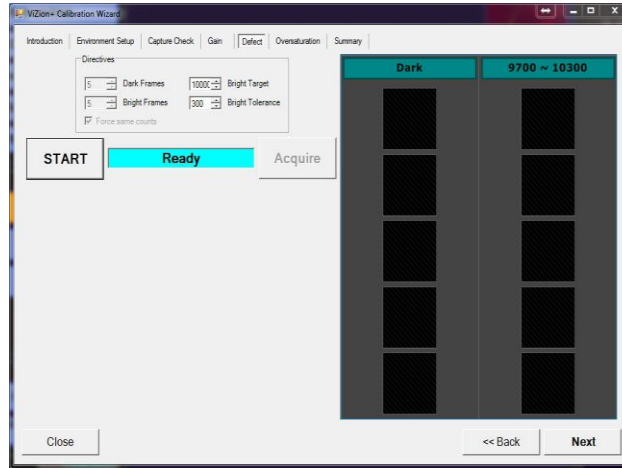 ViZion+ Calibration Wizard
Introduction Environment Setup Capture Check Gain Defect Oversaturation Summary
Directives
5 Dark Frames 10000 Bright Target
5 Bright Frames 300 Bright Tolerance
Force same counts
START Ready Acquire
Dark 9700 ~ 10300
Close << Back Next